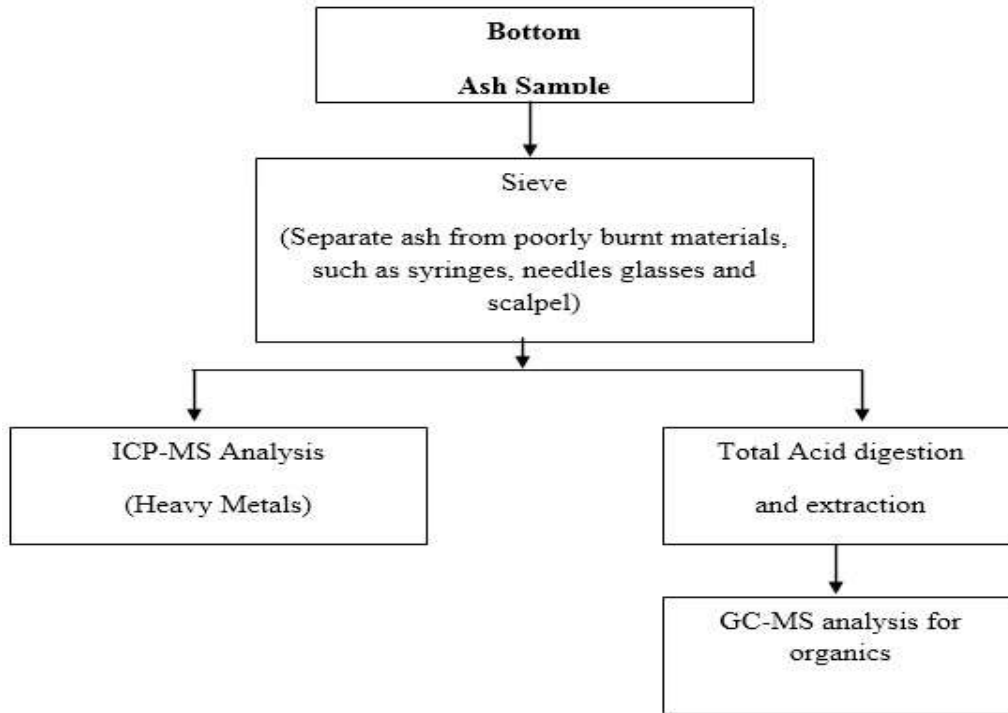 Bottom
Ash Sample
Sieve
(Separate ash from poorly burnt materials,
such as syringes, needles glasses and
scalpel)
ICP-MS Analysis
(Heavy Metals)
Total Acid digestion
and extraction
GC-MS analysis for
organics